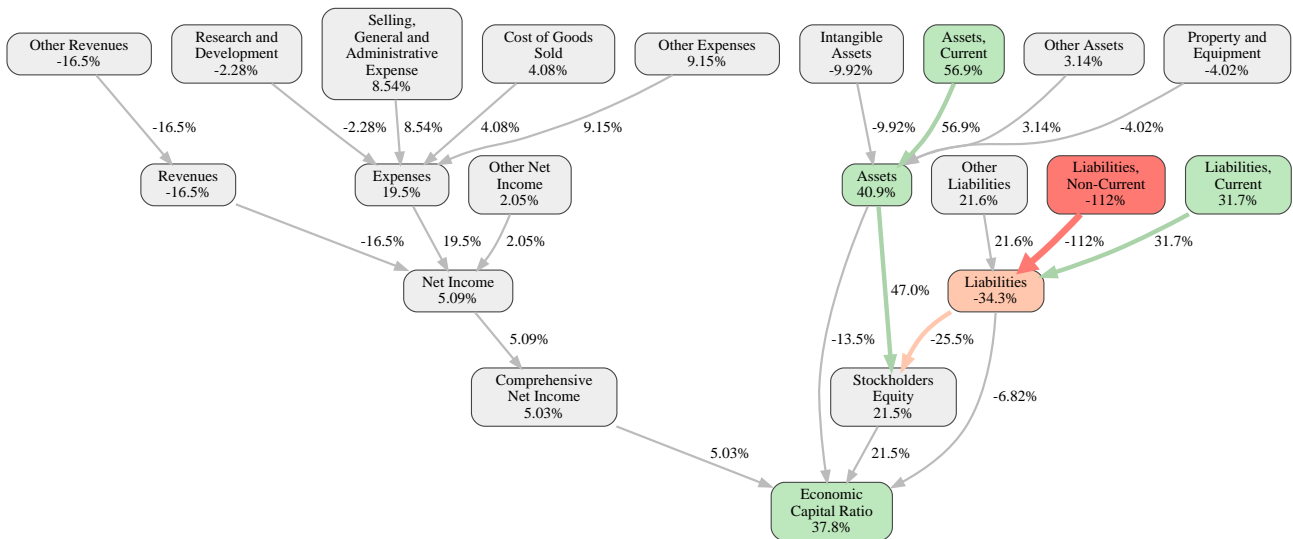 Other Revenues
-16.5%
Research and
Development
-2.28%
Selling,
General and
Administrative
Expense
8.54%
Cost of Goods
Sold
4.08%
Other Expenses
9.15%
Intangible
Assets
-9.92%
Assets,
Current
56.9%
Other Assets
3.14%
Property and
Equipment
-4.02%
-16.5%
-2.28%
8.54%
4.08%
9.15%
-9.92%
56.9%
3.14%
-4.02%
Revenues
-16.5%
Expenses
19.5%
Other Net
Income
2.05%
Assets
40.9%
Other
Liabilities
21.6%
Liabilities,
Non-Current
-112%
Liabilities,
Current
31.7%
-16.5%
19.5%
2.05%
21.6%
-112%
31.7%
Net Income
5.09%
47.0%
Liabilities
-34.3%
5.09%
-13.5%
-25.5%
Comprehensive
Net Income
5.03%
Stockholders
Equity
21.5%
-6.82%
5.03%
21.5%
Economic
Capital Ratio
37.8%